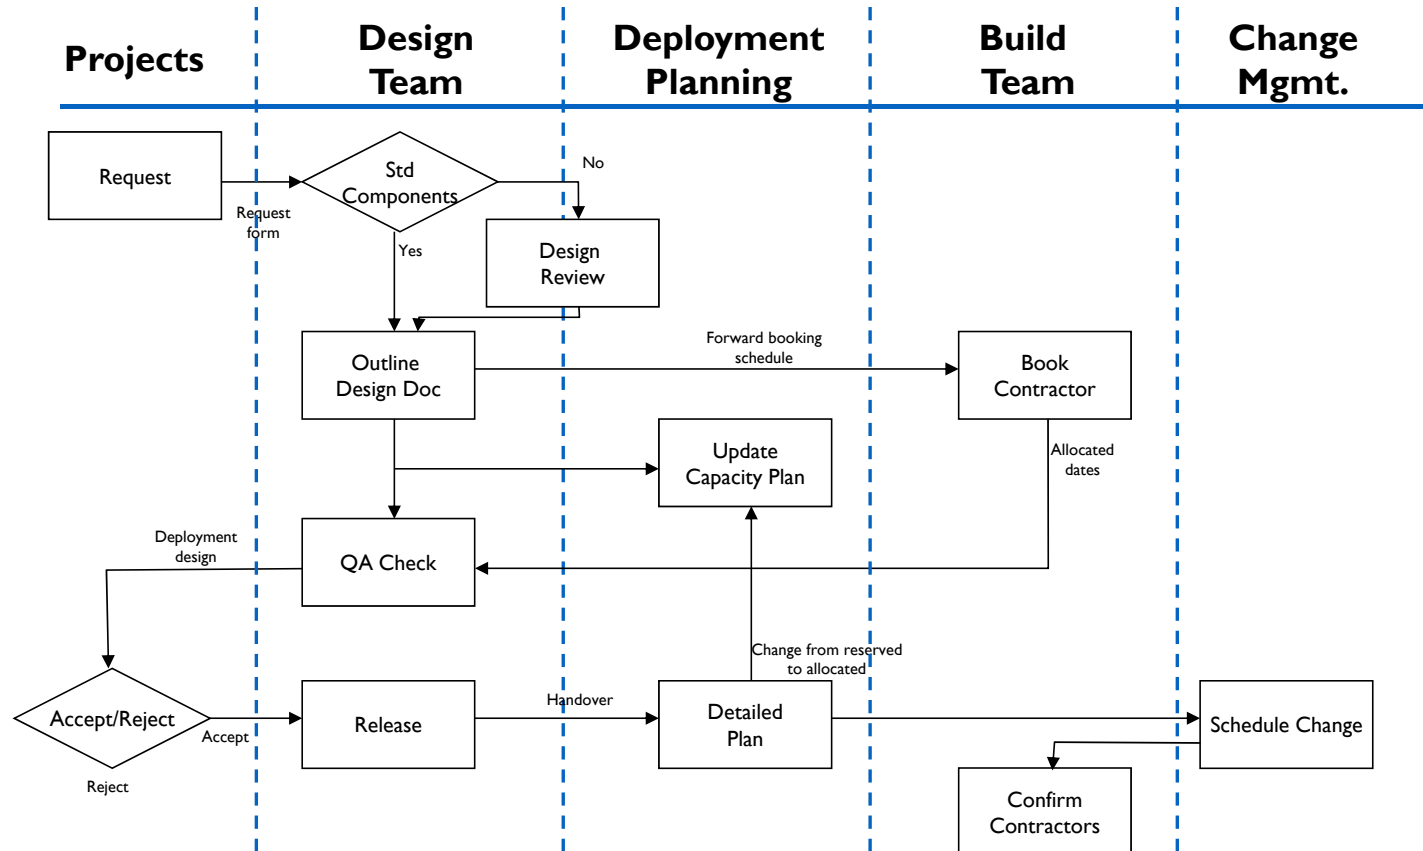 Projects
Design
Team
Deployment
Planning
Build
Team
Change
Mgmt.
Request
Request
form
Std
Components
No
Yes
Design
Review
Outline
Design Doc
Forward booking
schedule
Book
Contractor
Update
Capacity Plan
Allocated
dates
Deployment
design
QA Check
Change from reserved
to allocated
Accept/Reject
Accept
Reject
Release
Handover
Detailed
Plan
Schedule Change
Confirm
Contractors